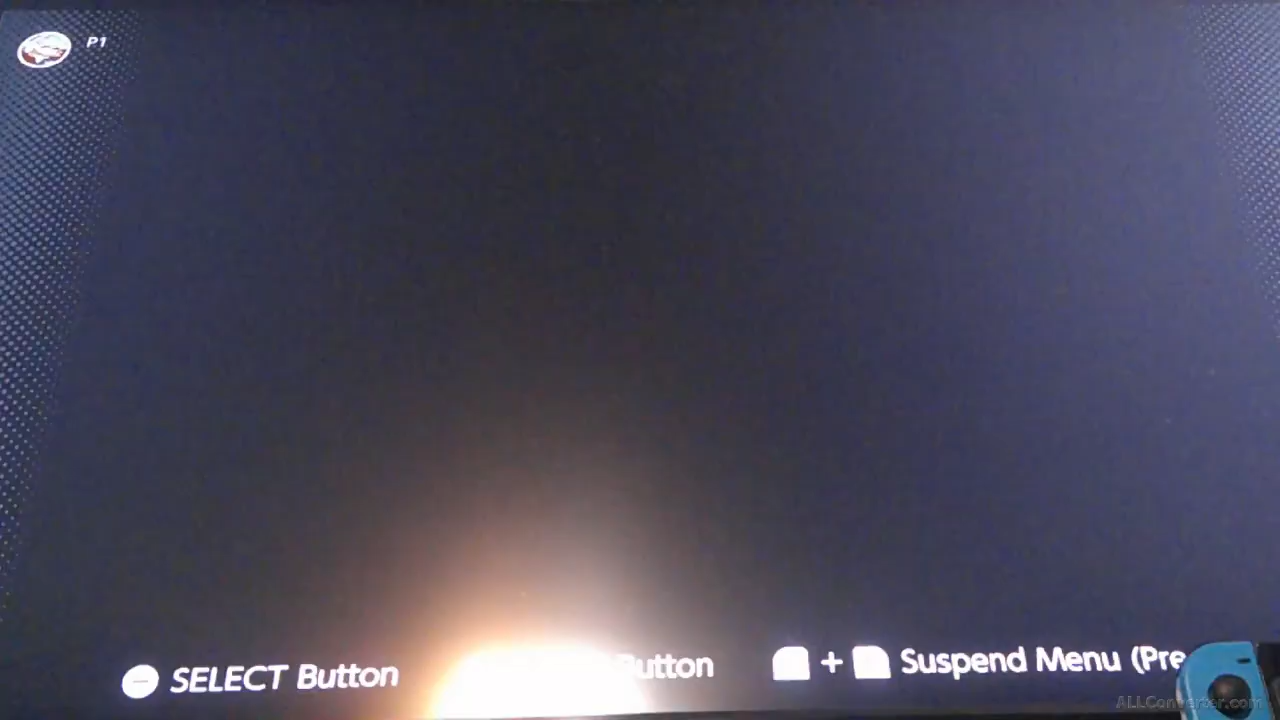 P1
SELECT Button
Button
+
Suspend Menu (Pre
ALLConverter.com